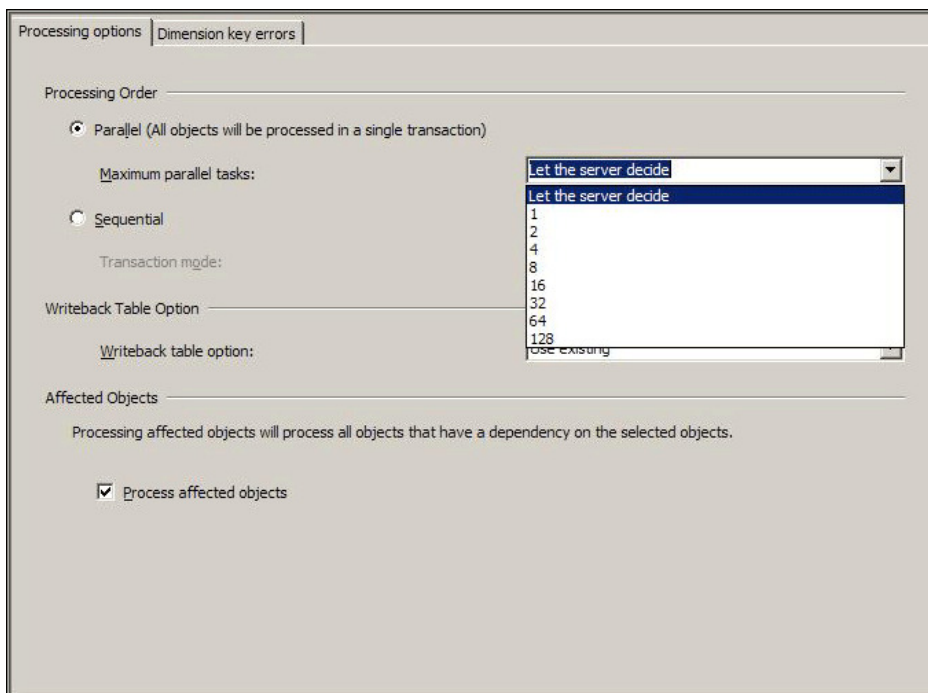 Processing options
Dimension key errors
Processing Order
Parallel (All objects will be processed in a single transaction)
Maximum parallel tasks:
Let the server decide
Let the server decide
1
2
4
8
16
32
64
128
Sequential
Transaction mode:
Writeback Table Option
Writeback table option:
Use existing
Affected Objects
Processing affected objects will process all objects that have a dependency on the selected objects.
Process affected objects